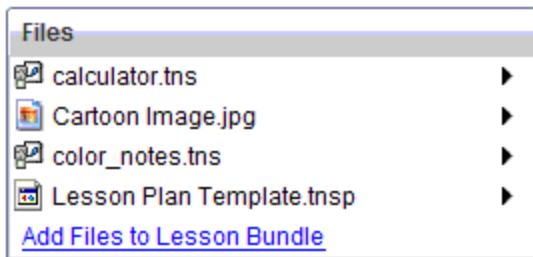 Files
calculator.tns
Cartoon Image.jpg
color_notes.tns
Lesson Plan Template.tnsp
Add Files to Lesson Bundle